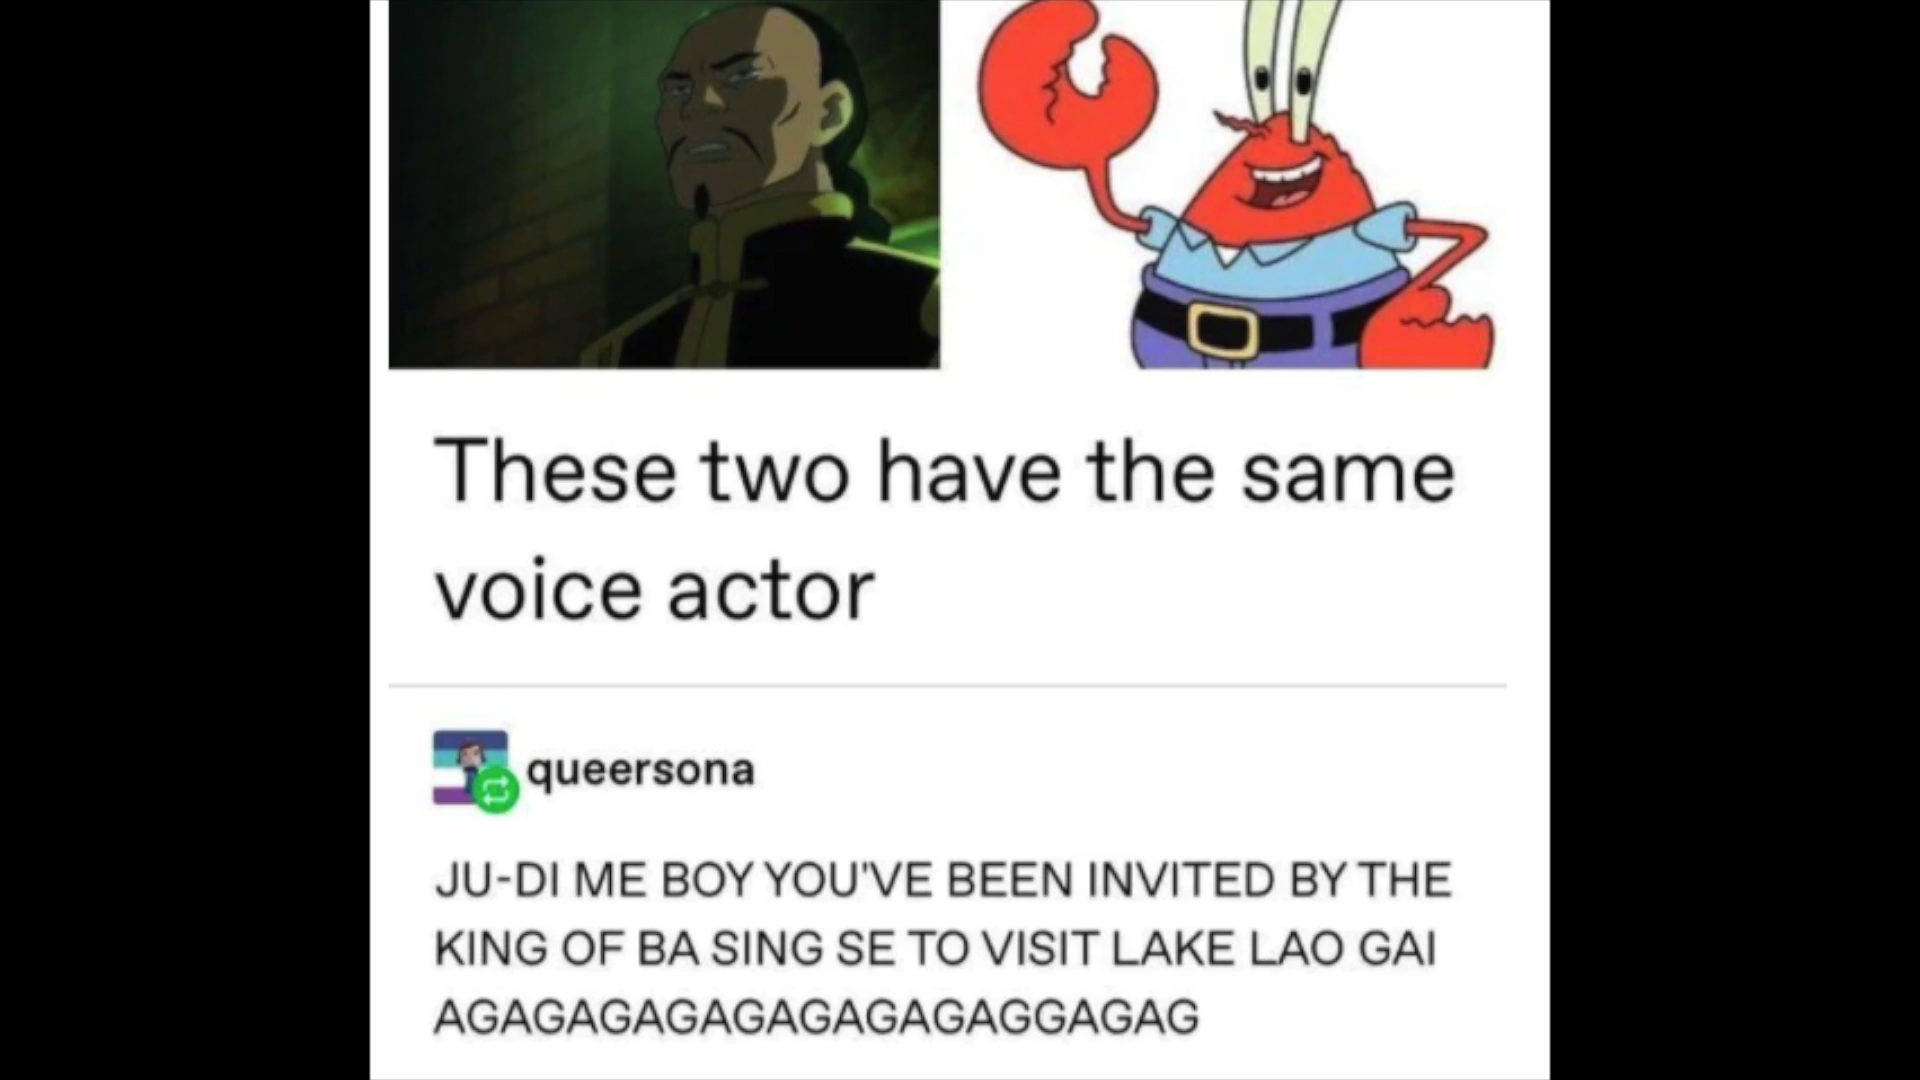 These two have the same
voice actor
queersona
JU-DI ME BOY YOU'VE BEEN INVITED BY THE
KING OF BA SING SE TO VISIT LAKE LAO GAI
AGAGAGAGAGAGAGAGAGGAGAG